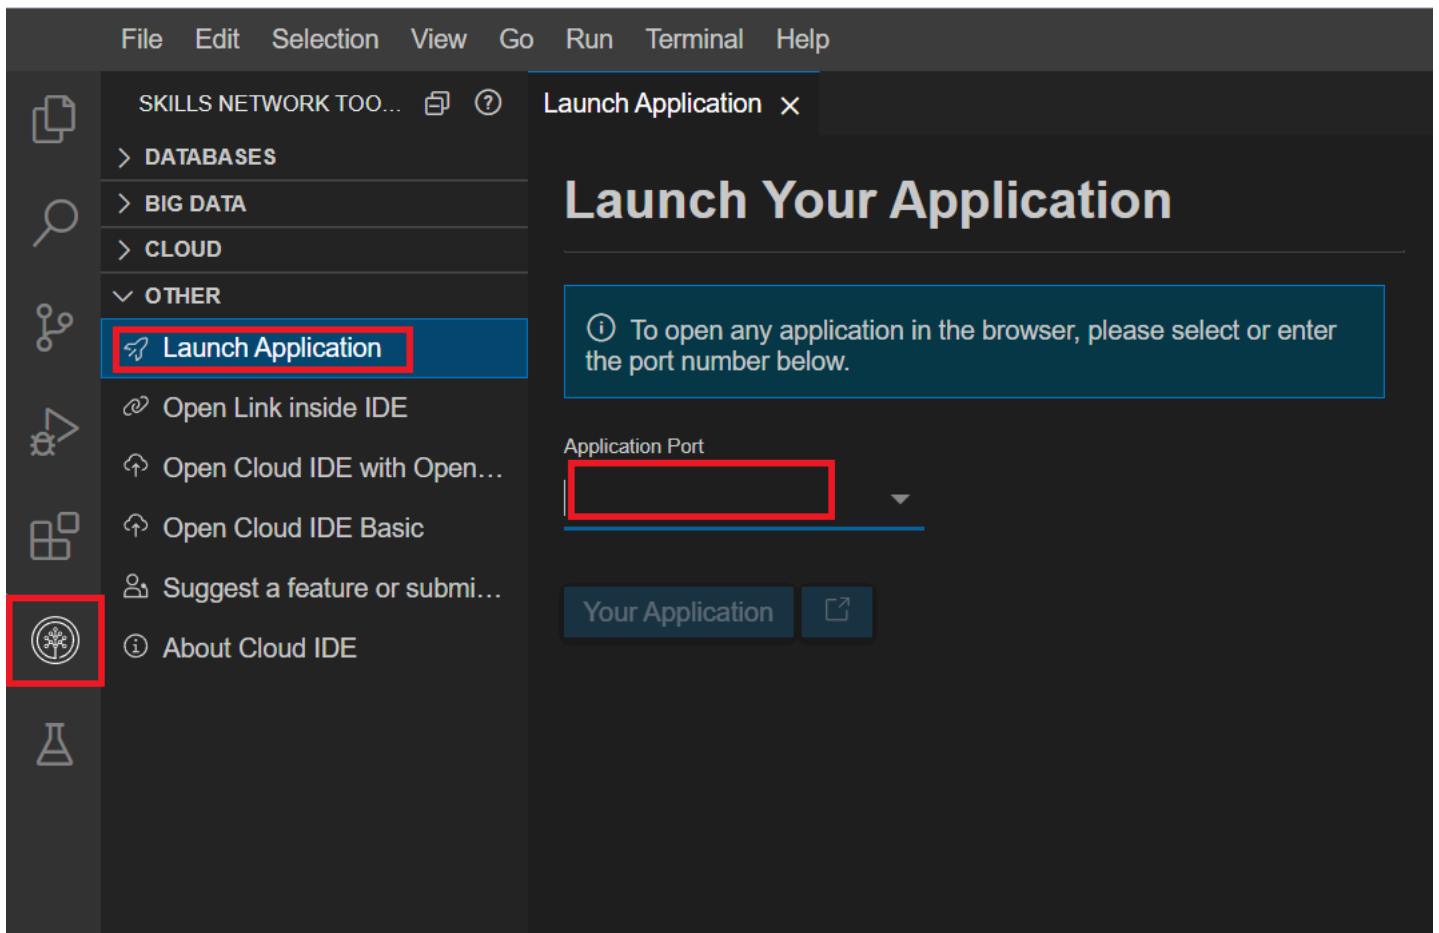 File Edit Selection View Go Run Terminal Help
SKILLS NETWORK TOO...
DATABASES
BIG DATA
CLOUD
OTHER
Launch Application
Open Link inside IDE
Open Cloud IDE with Open...
Open Cloud IDE Basic
Suggest a feature or submi...
About Cloud IDE
Launch Application
Launch Your Application
To open any application in the browser, please select or enter
the port number below.
Application Port
Your Application